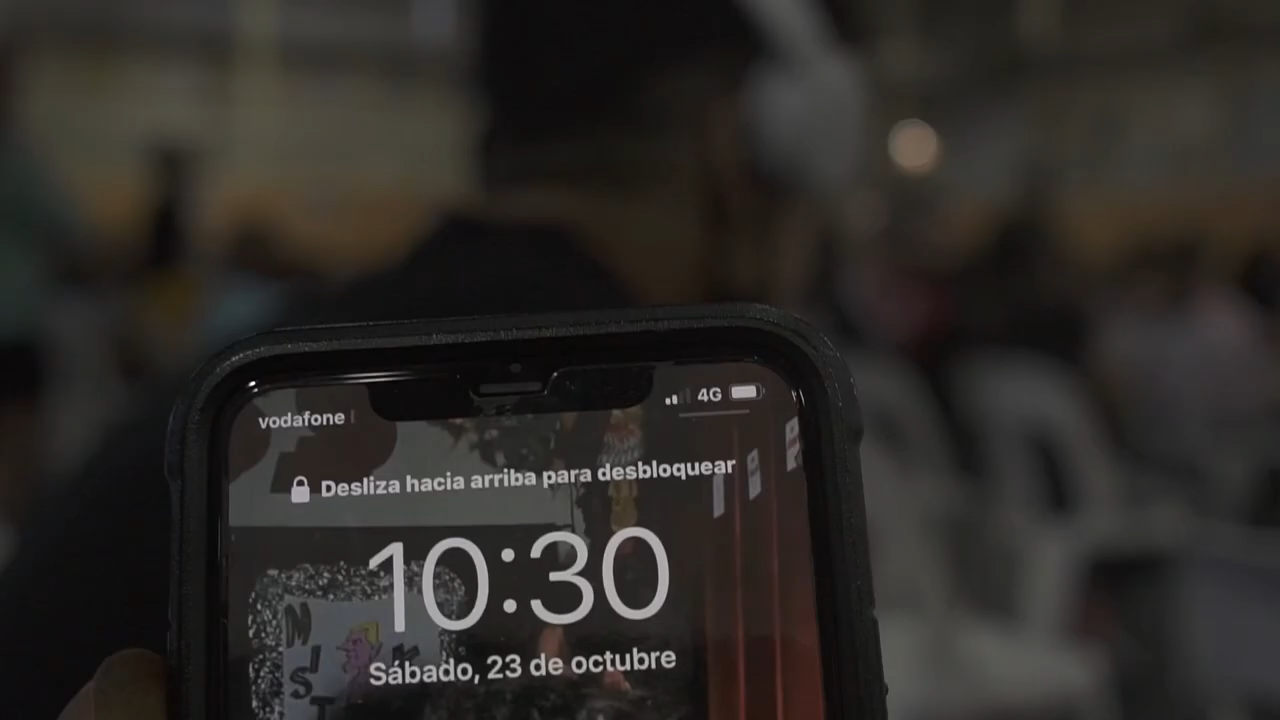 vodafone
4G
Desliza hacia arriba para desbloquear
10:30
Sábado, 23 de octubre